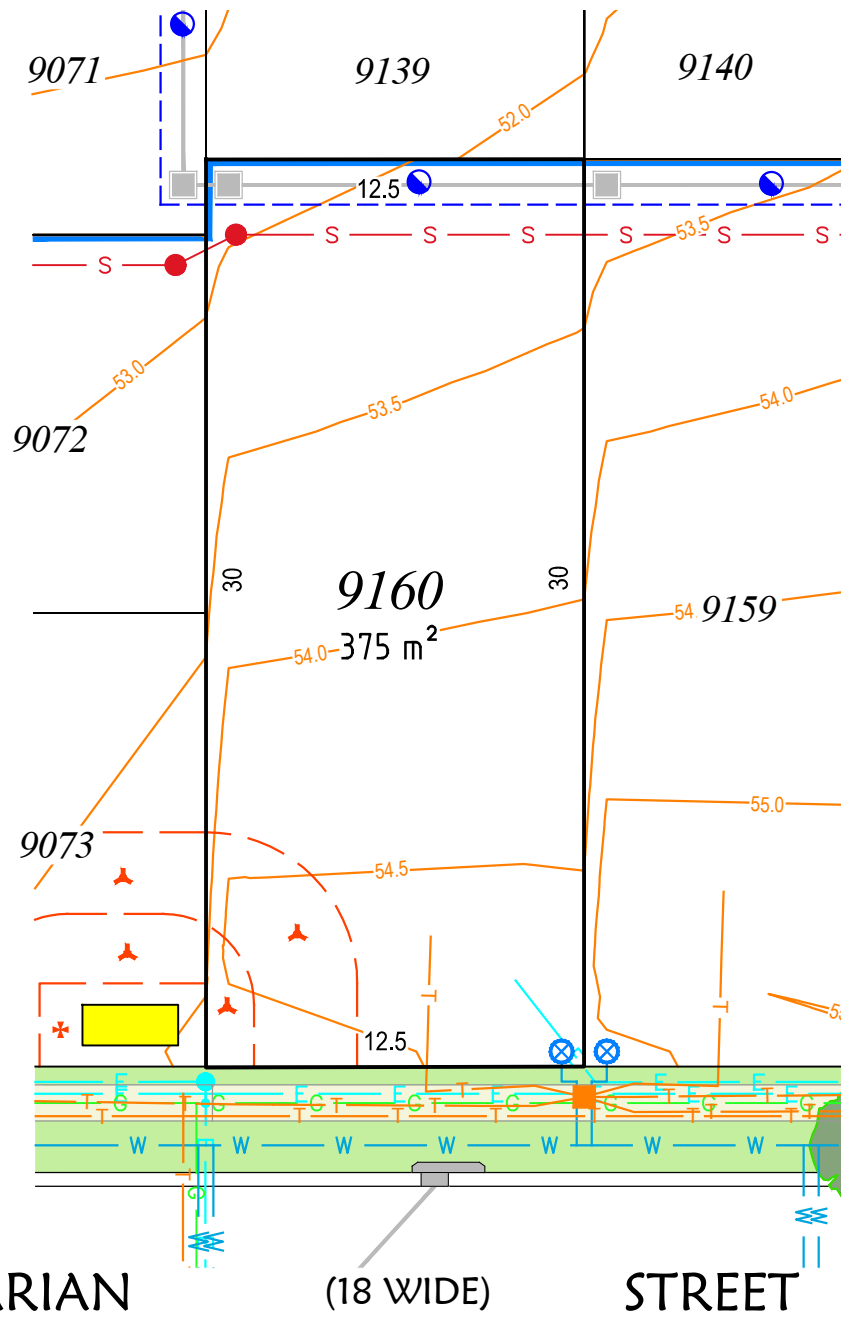 9071
9139
9140
52.0
12.5
53.5
S S S S S S
S
53.0
54.0
53.5
9072
30
9160
30
9159
54.
375 m²
54.0
55.0
9073
54.5
T
T
12.5
E E E
E E E E E
T T T T T T T
G G G G G G G
T T T T T T
W W W W W W W
T
G
W
W
W
W
ARIAN
(18 WIDE)
STREET